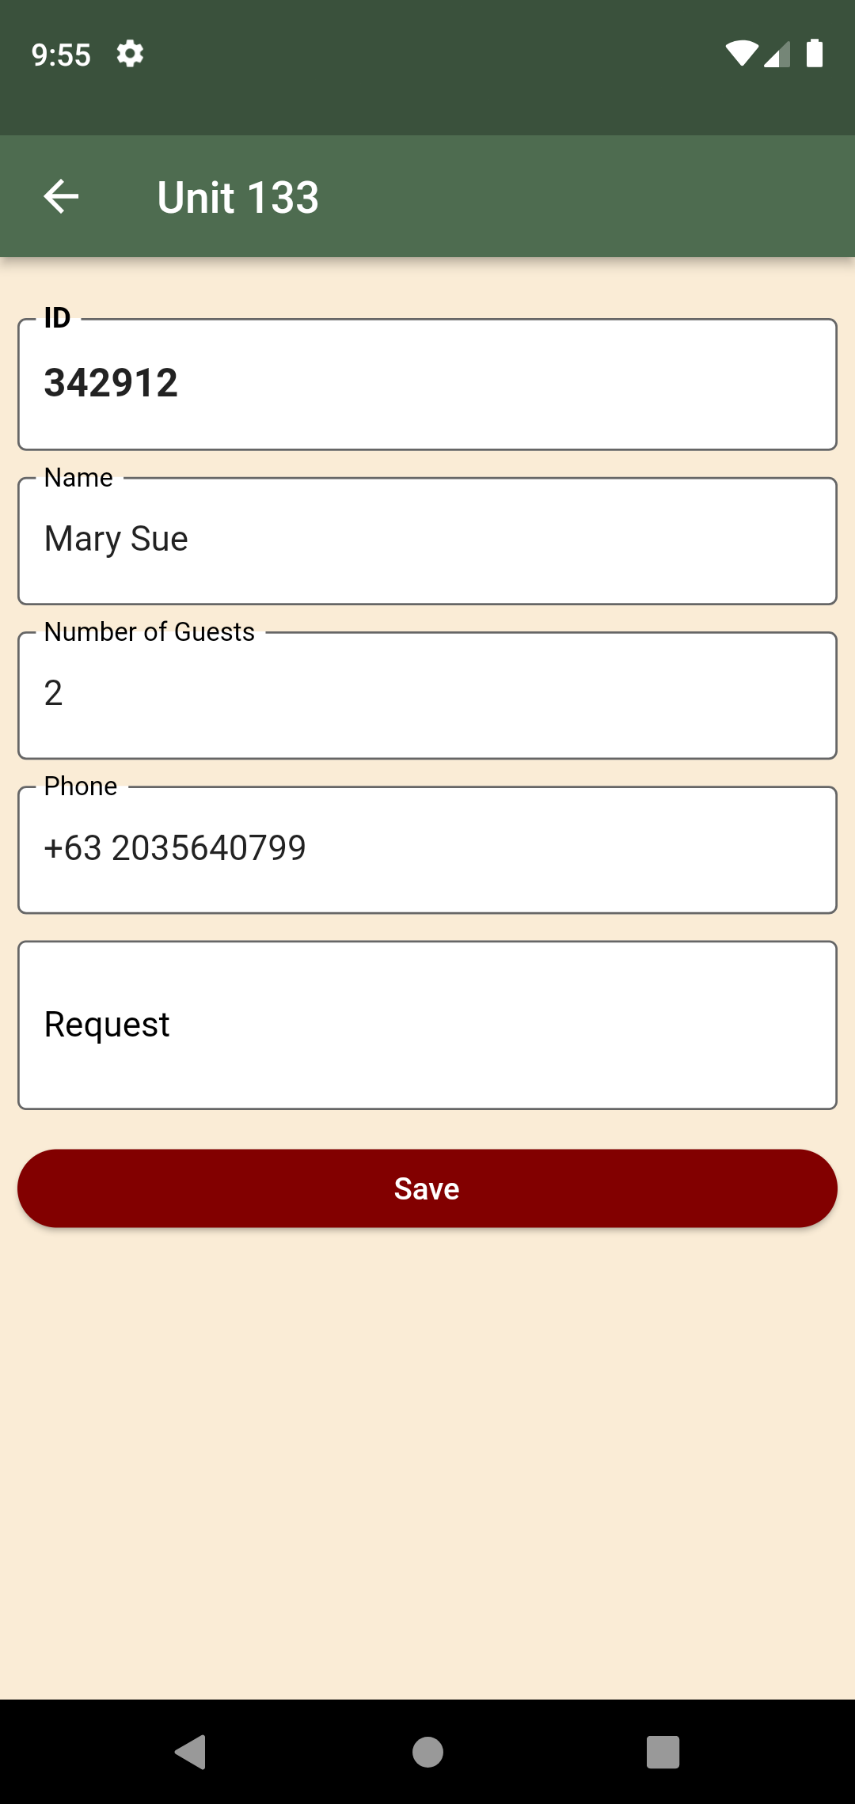 9:55
Unit 133
ID
342912
Name
Mary Sue
Number of Guests
2
Phone
+63 2035640799
Request
Save